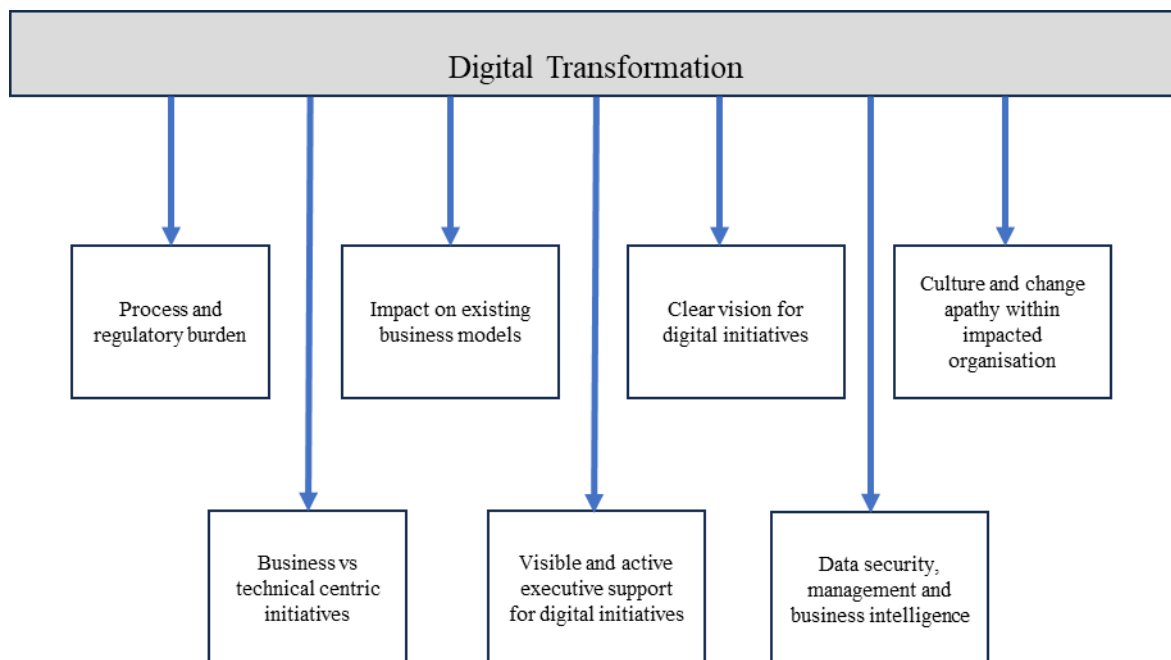 Digital Transformation
Process and
regulatory burden
Impact on existing
business models
Clear vision for
digital initiatives
Culture and change
apathy within
impacted
organisation
Business vs
technical centric
initiatives
Visible and active
executive support
for digital initiatives
Data security,
management and
business intelligence